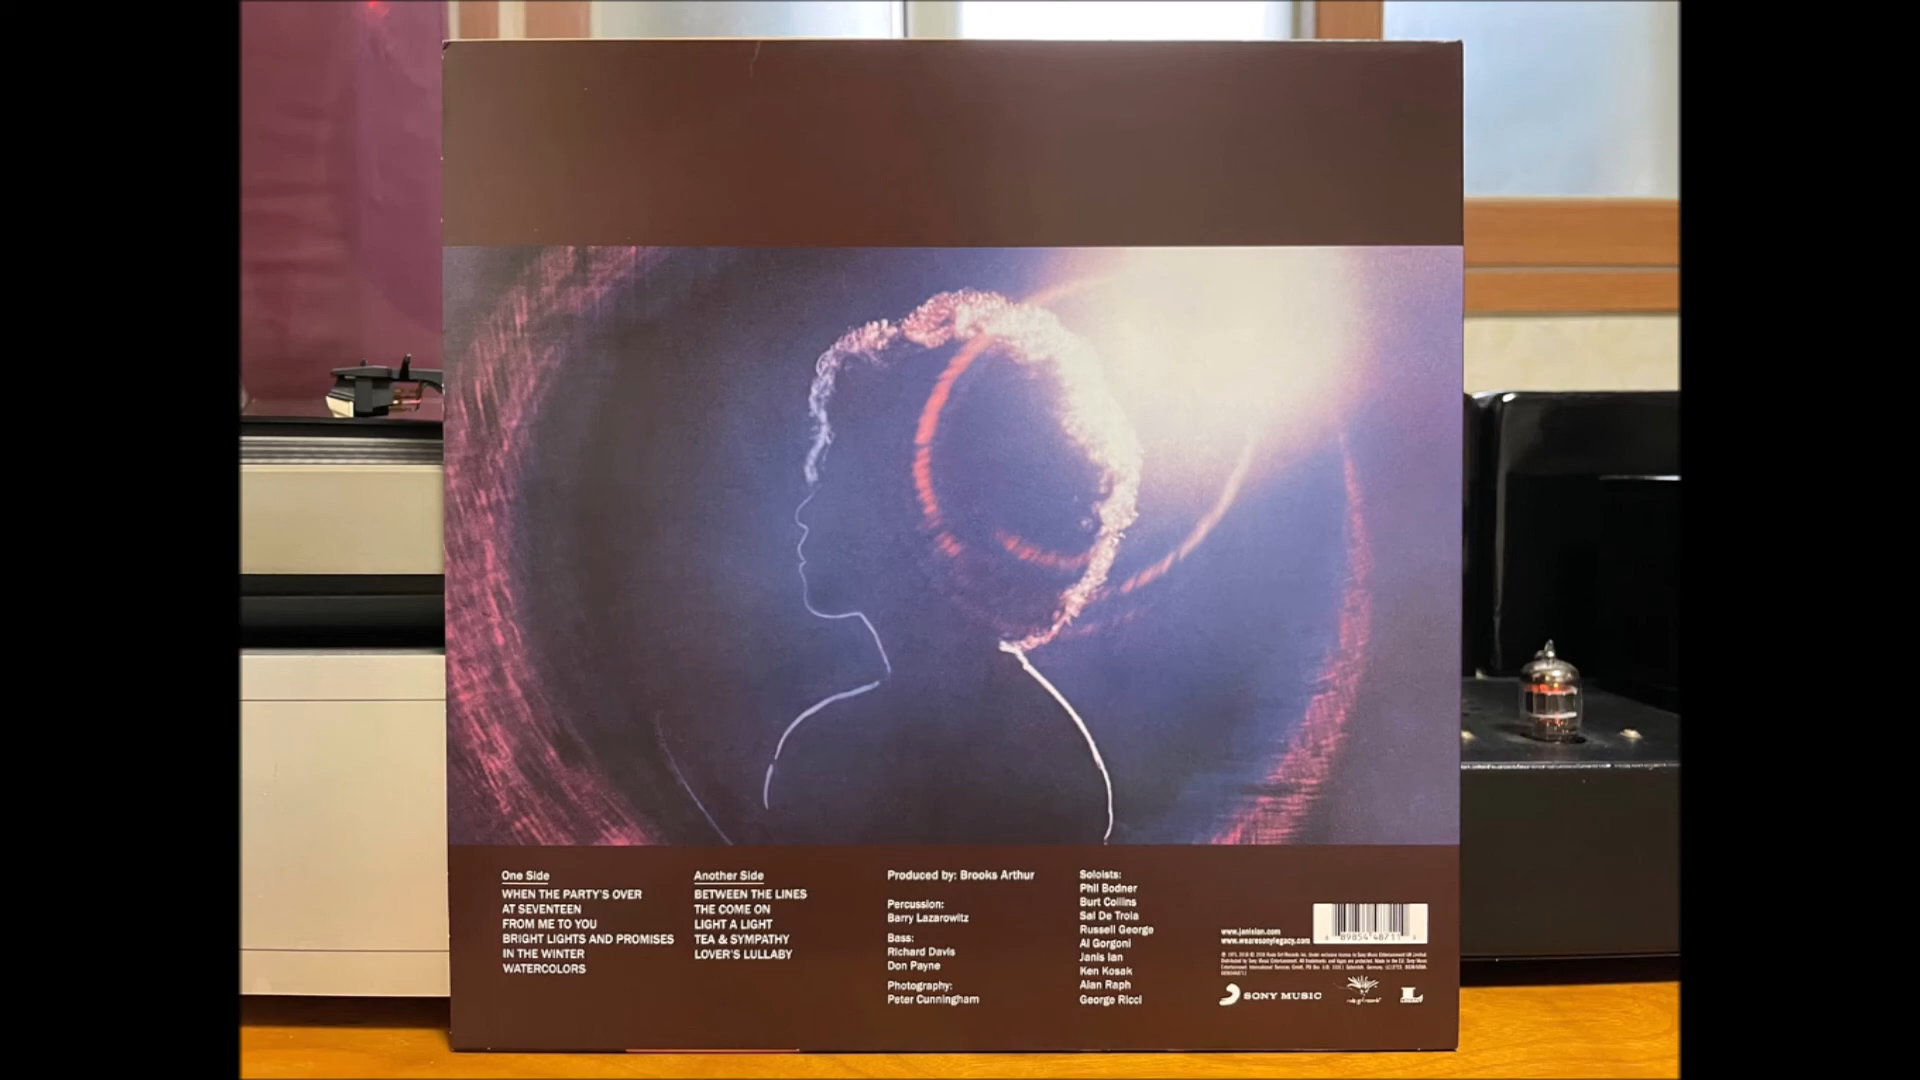 One Side
WHEN THE PARTY'S OVER
AT SEVENTEEN
FROM ME TO YOU
BRIGHT LIGHTS AND PROMISES
IN THE WINTER
WATERCOLORS
Another Side
BETWEEN THE LINES
THE COME ON
LIGHT A LIGHT
TEA & SYMPATHY
LOVER'S LULLABY
Produced by: Brooks Arthur
Percussion:
Barry Lazarowitz
Bass:
Richard Davis
Don Payne
Photography:
Peter Cunningham
Soloists:
Phil Bodner
Burt Collins
Sal De Troia
Russell George
Al Gorgoni
Janis Ian
Ken Kosak
Alan Raph
George Ricci
www.janisian.com
www.wearesonylegacy.com
SONY MUSIC